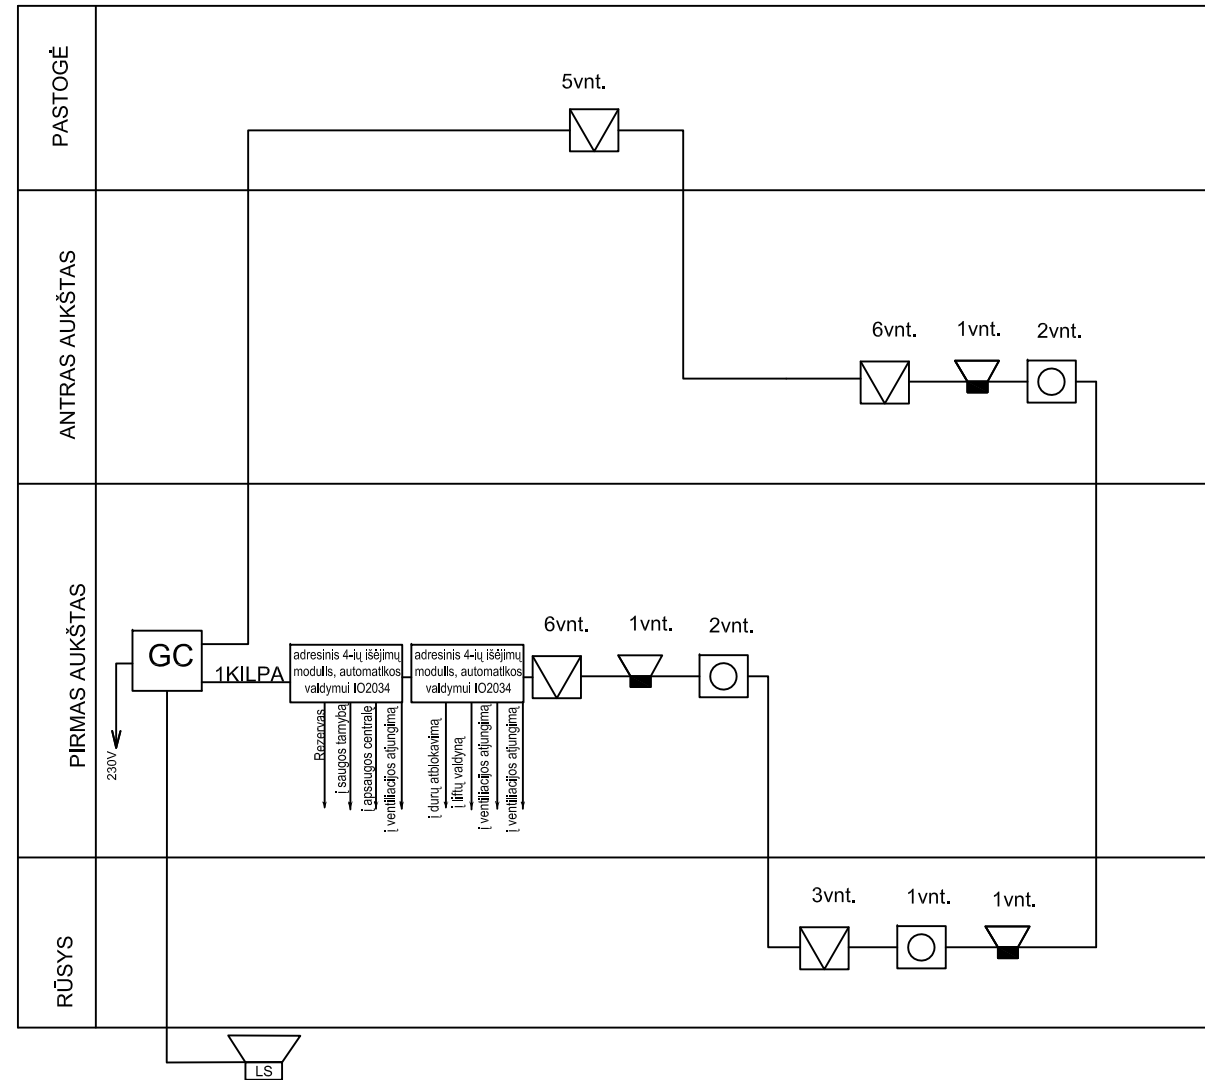 PASTOGĖ
5vnt.
ANTRAS AUKŠTAS
6vnt.
1vnt.
2vnt.
PIRMAS AUKŠTAS
GC
1KILPA
230V
adresinis 4-ių išėjimų
modulis, automatikos
valdymui IO2034
adresinis 4-ių išėjimų
modulis, automatikos
valdymui IO2034
6vnt.
1vnt.
2vnt.
Rezervas
į saugos tarnybą
į apsaugos centralę
į ventiliacijos atjungimą
į durų atblokavimą
į liftų valdyną
į ventiliacijos atjungimą
į ventiliacijos atjungimą
RŪSYS
3vnt.
1vnt.
1vnt.
LS